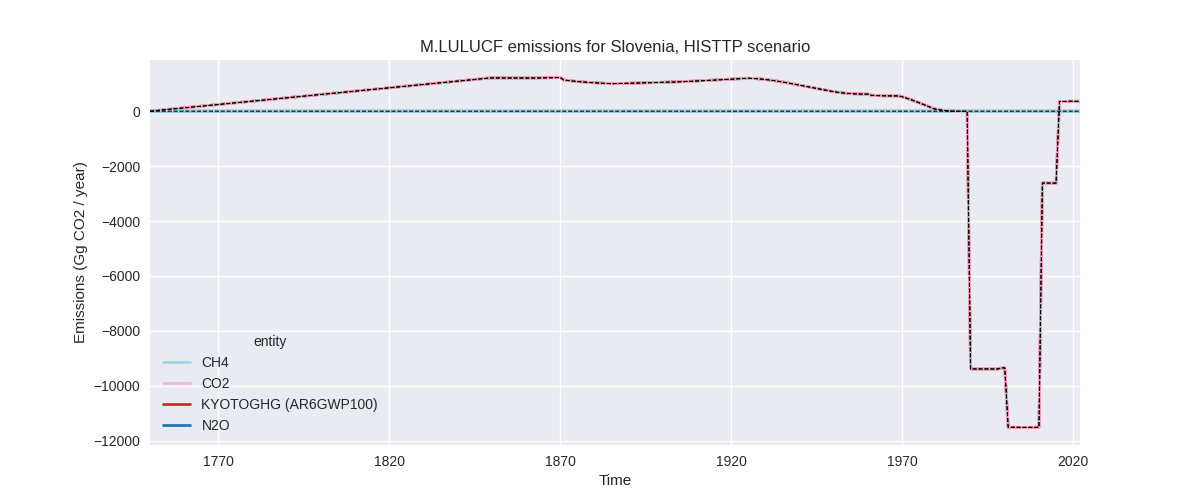 M.LULUCF emissions for Slovenia, HISTTP scenario
Emissions (Gg CO2 / year)
0
−2000
−4000
−6000
−8000
−10000
−12000
entity
CH4
CO2
KYOTOGHG (AR6GWP100)
N2O
1770
1820
1870
1920
1970
2020
Time